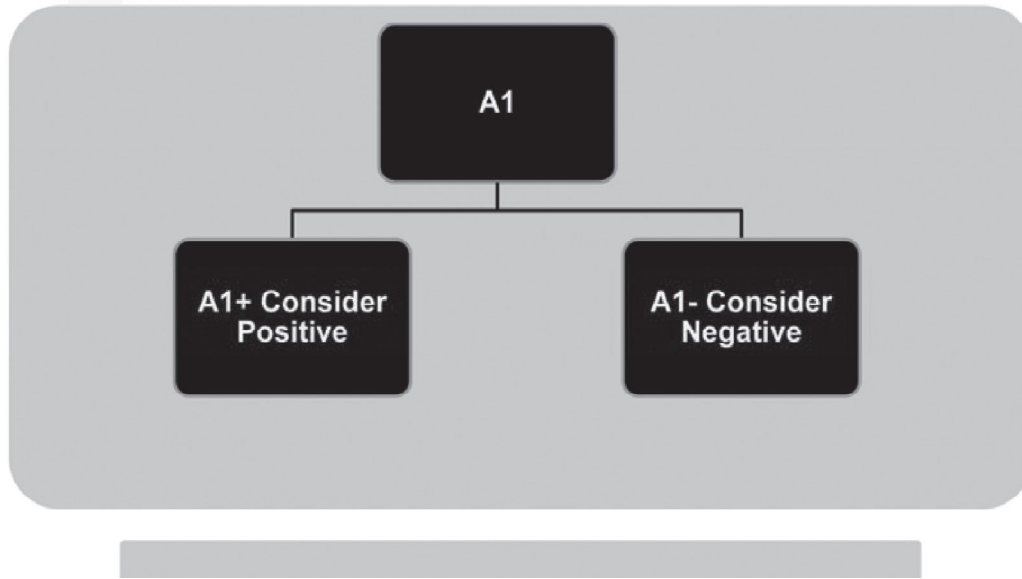 A1
A1+ Consider
Positive
A1- Consider
Negative